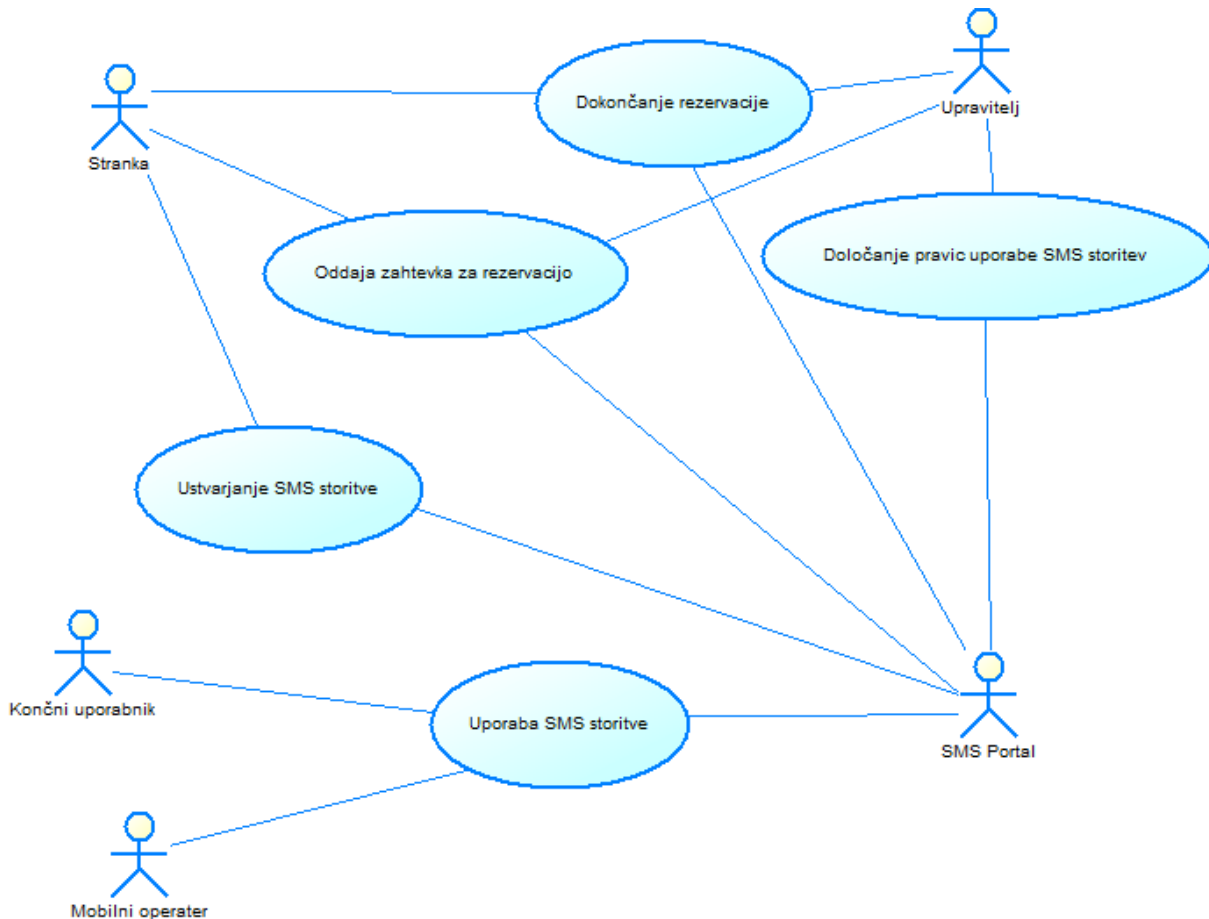 Dokončanje rezervacije
Upravitelj
Stranka
Oddaja zahtevka za rezervacijo
Določanje pravic uporabe SMS storitev
Ustvarjanje SMS storitve
Končni uporabnik
Uporaba SMS storitve
SMS Portal
Mobilni operater